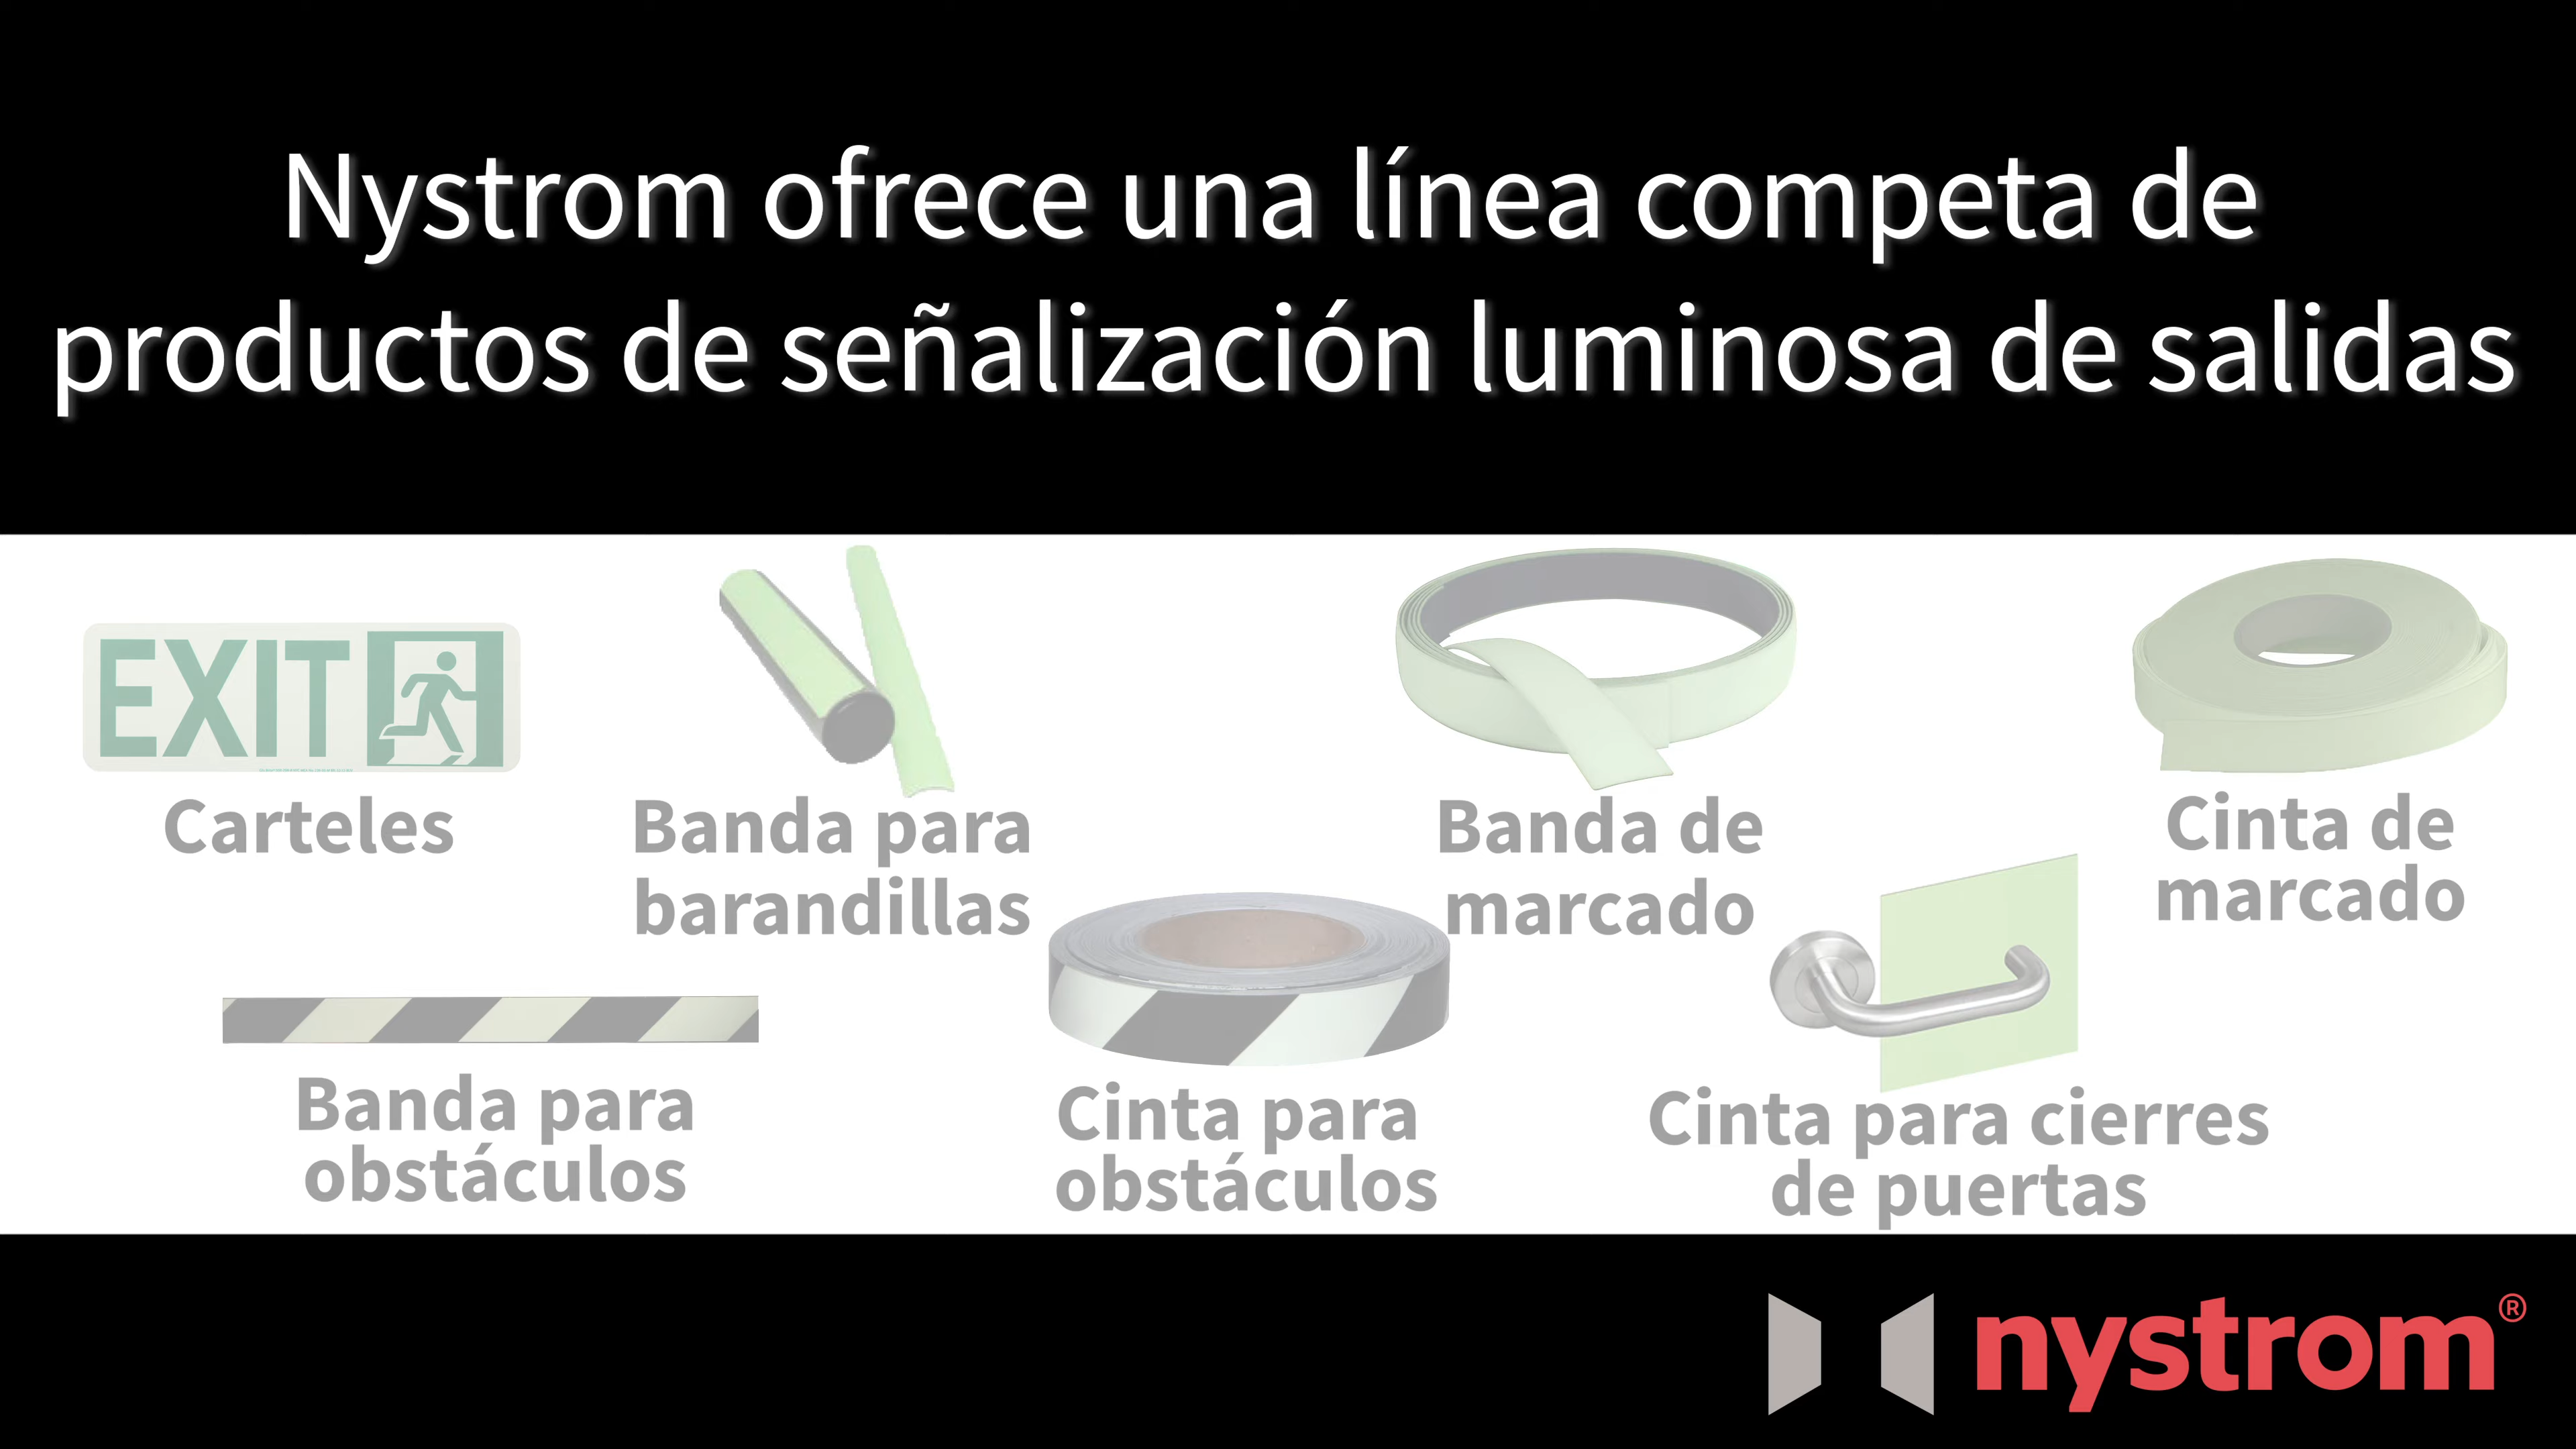 Nystrom ofrece una línea competa de
productos de señalización luminosa de salidas
EXIT
Carteles
Banda para
barandillas
Banda de
marcado
Cinta de
marcado
Banda para
obstáculos
Cinta para
obstáculos
Cinta para cierres
de puertas
nystrom®